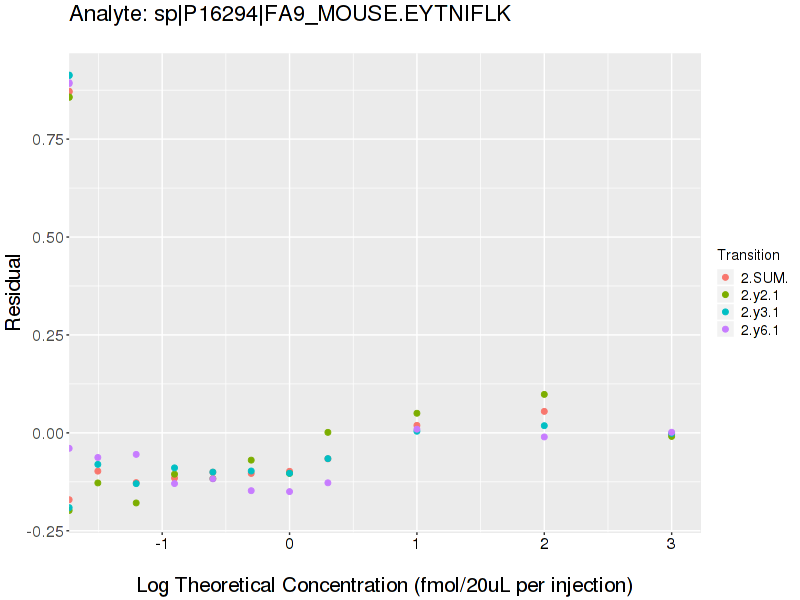 Analyte: sp|P16294|FA9_MOUSE.EYTNIFLK
0.75
0.50
0.25
0.00
-0.25
Residual
-1 0 1 2 3
Log Theoretical Concentration (fmol/20uL per injection)
Transition
2.SUM.
2.y2.1
2.y3.1
2.y6.1